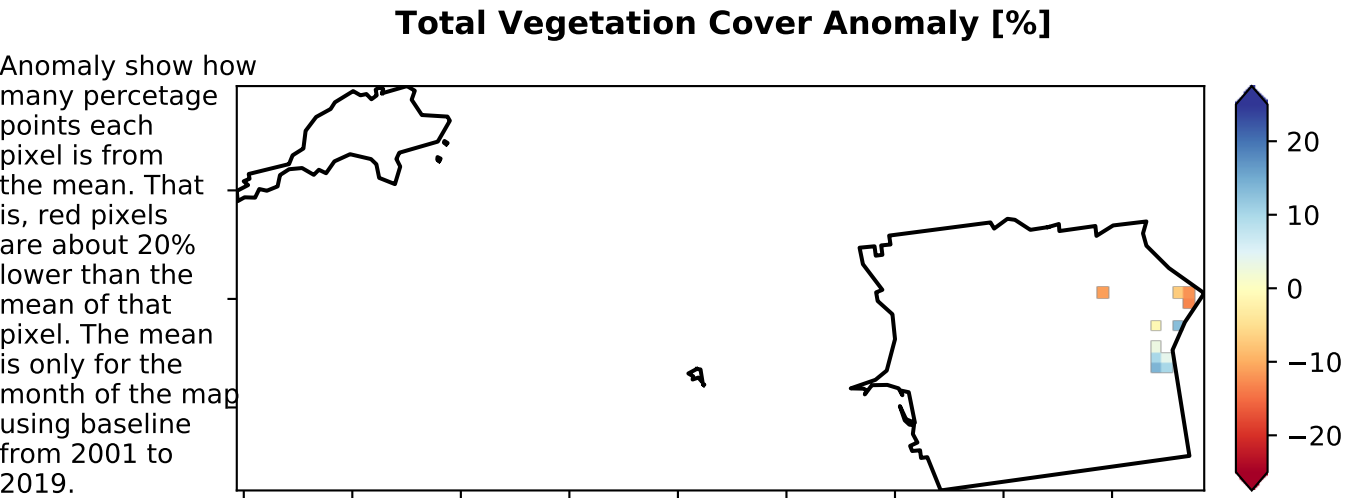 Total Vegetation Cover Anomaly [%]
Anomaly show how
many percetage
points each
pixel is from
the mean. That
is, red pixels
are about 20%
lower than the
mean of that
pixel. The mean
is only for the
month of the map
using baseline
from 2001 to
2019.
20
10
0
−10
−20